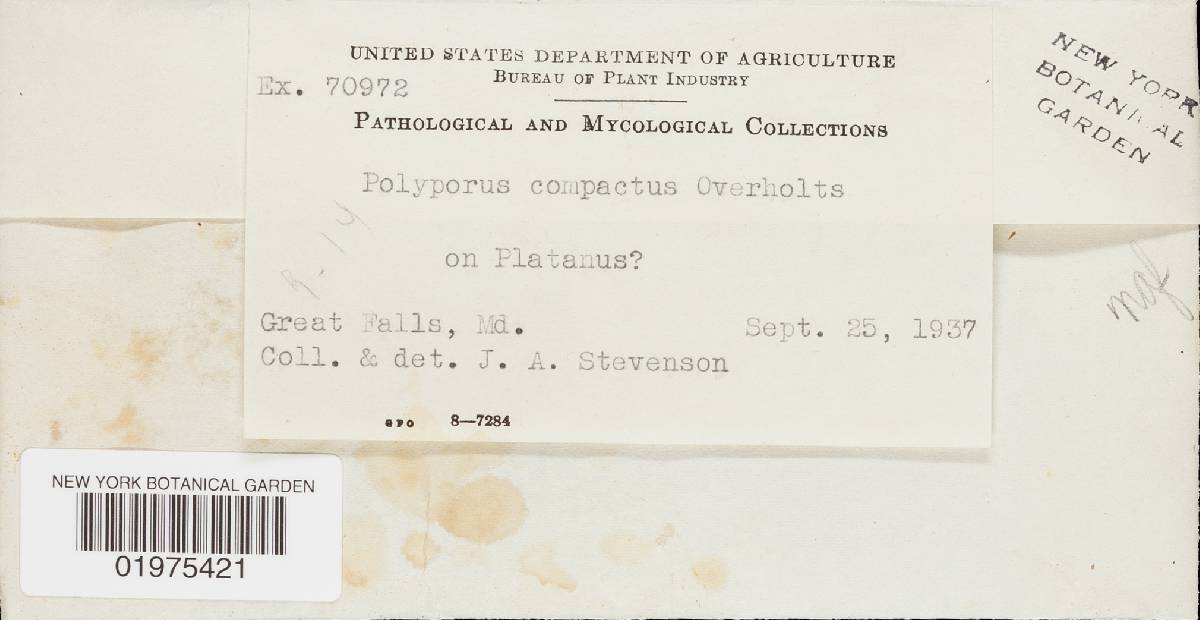 UNITED STATES DEPARTMENT OF AGRICULTURE
BUREAU OF PLANT INDUSTRY
Ex. 70972
PATHOLOGICAL AND MYCOLOGICAL COLLECTIONS
NEW YORK
BOTANICAL
GARDEN
Polyporus compactus Overholts
on Platanus?
Great Falls, Md. Sept. 25, 1937
Coll. & det. J. A. Stevenson
GPO 8—7284
NEW YORK BOTANICAL GARDEN
01975421